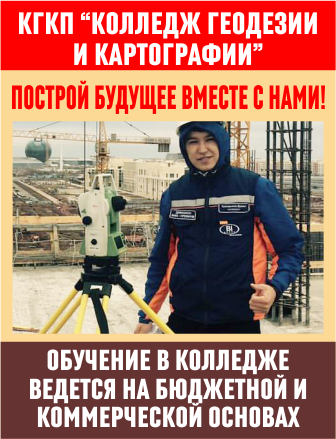 КГКП “КОЛЛЕДЖ ГЕОДЕЗИИ
И КАРТОГРАФИИ”
ПОСТРОЙ БУДУЩЕЕ ВМЕСТЕ С НАМИ!
ОБУЧЕНИЕ В КОЛЛЕДЖЕ
ВЕДЕТСЯ НА БЮДЖЕТНОЙ И
КОММЕРЧЕСКОЙ ОСНОВАХ